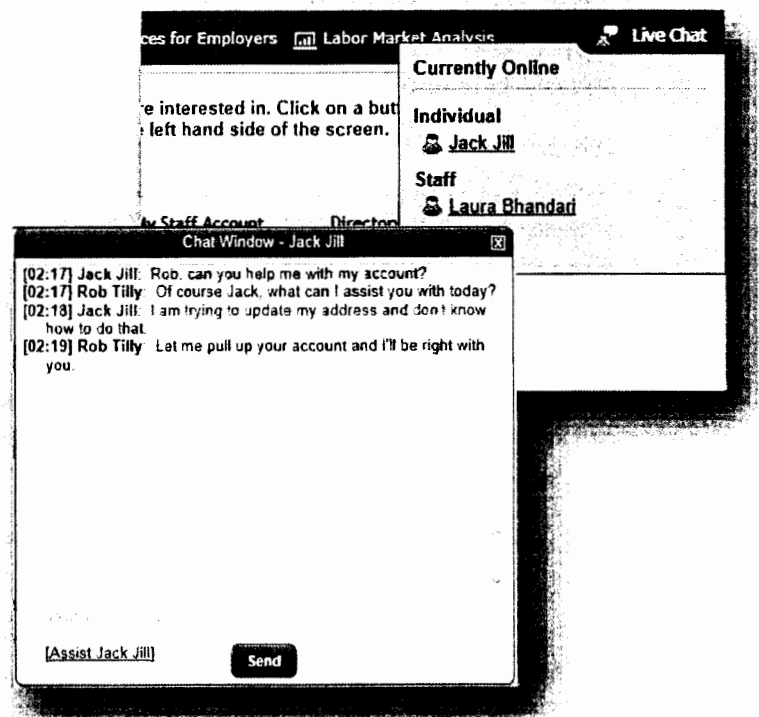 ces for Employers Labor Market Analysis Live Chat
Currently Online
e interested in. Click on a but
left hand side of the screen.
Individual
Jack Jill
Staff
Laura Bhandari
My Staff Account Director
Chat Window - Jack Jill
[02:17] Jack Jill: Rob, can you help me with my account?
[02:17] Rob Tilly: Of course Jack, what can I assist you with today?
[02:18] Jack Jill: I am trying to update my address and don't know
how to do that.
[02:19] Rob Tilly: Let me pull up your account and I'll be right with
you.
[Assist Jack Jill]
Send